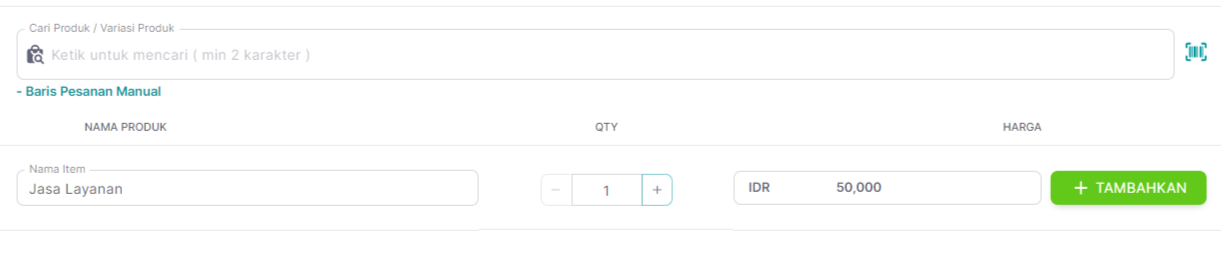 Cari Produk / Variasi Produk
Ketik untuk mencari ( min 2 karakter )
- Baris Pesanan Manual
NAMA PRODUK QTY HARGA
Nama Item
Jasa Layanan − 1 + IDR 50,000 + TAMBAHKAN